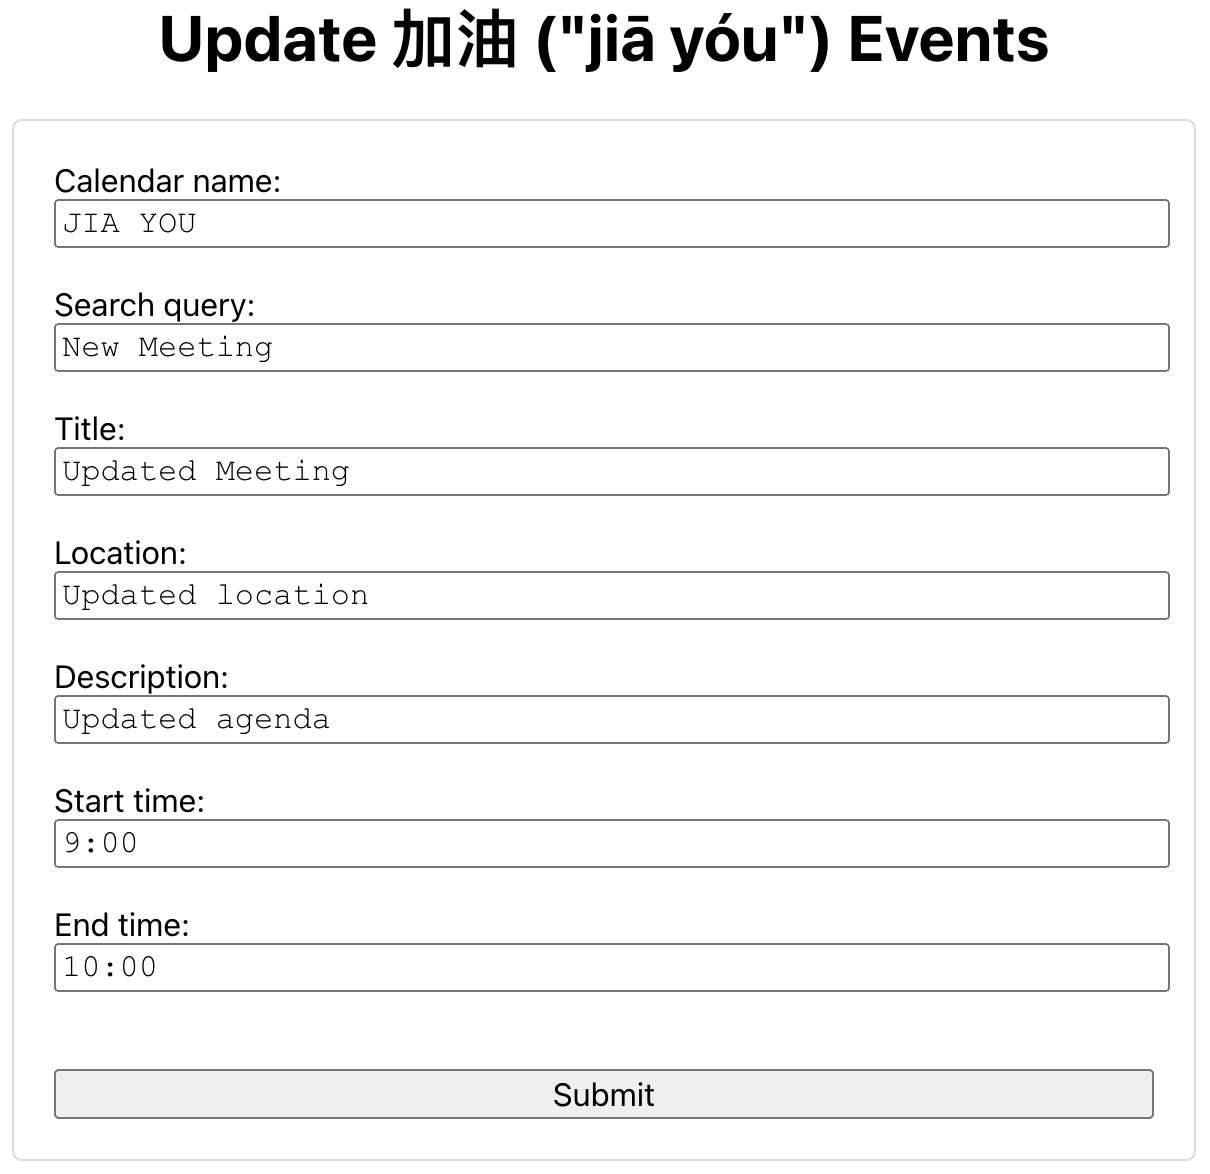 Update 加油 ("jiā yóu") Events
Calendar name:
JIA YOU
Search query:
New Meeting
Title:
Updated Meeting
Location:
Updated location
Description:
Updated agenda
Start time:
9:00
End time:
10:00
Submit